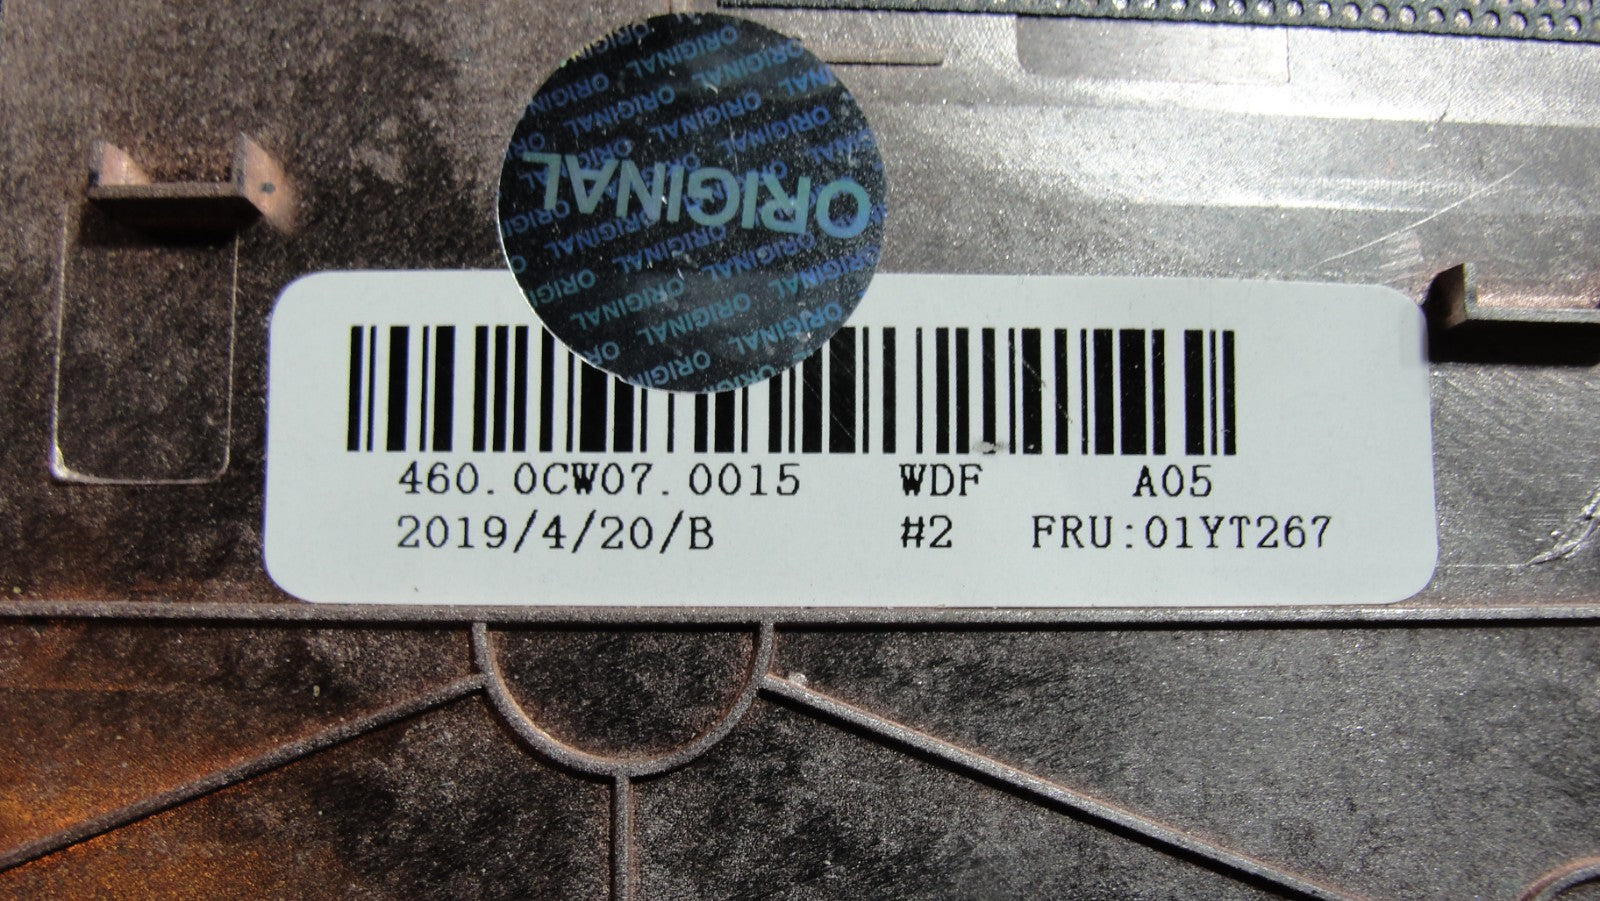 ORIGINAL
460.0CW07.0015 WDF A05
2019/4/20/B #2 FRU:01YT267